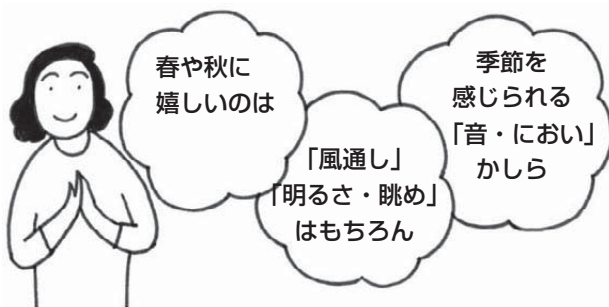 春や秋に
嬉しいのは
「風通し」
「明るさ・眺め」
はもちろん
季節を
感じられる
「音・におい」
かしら